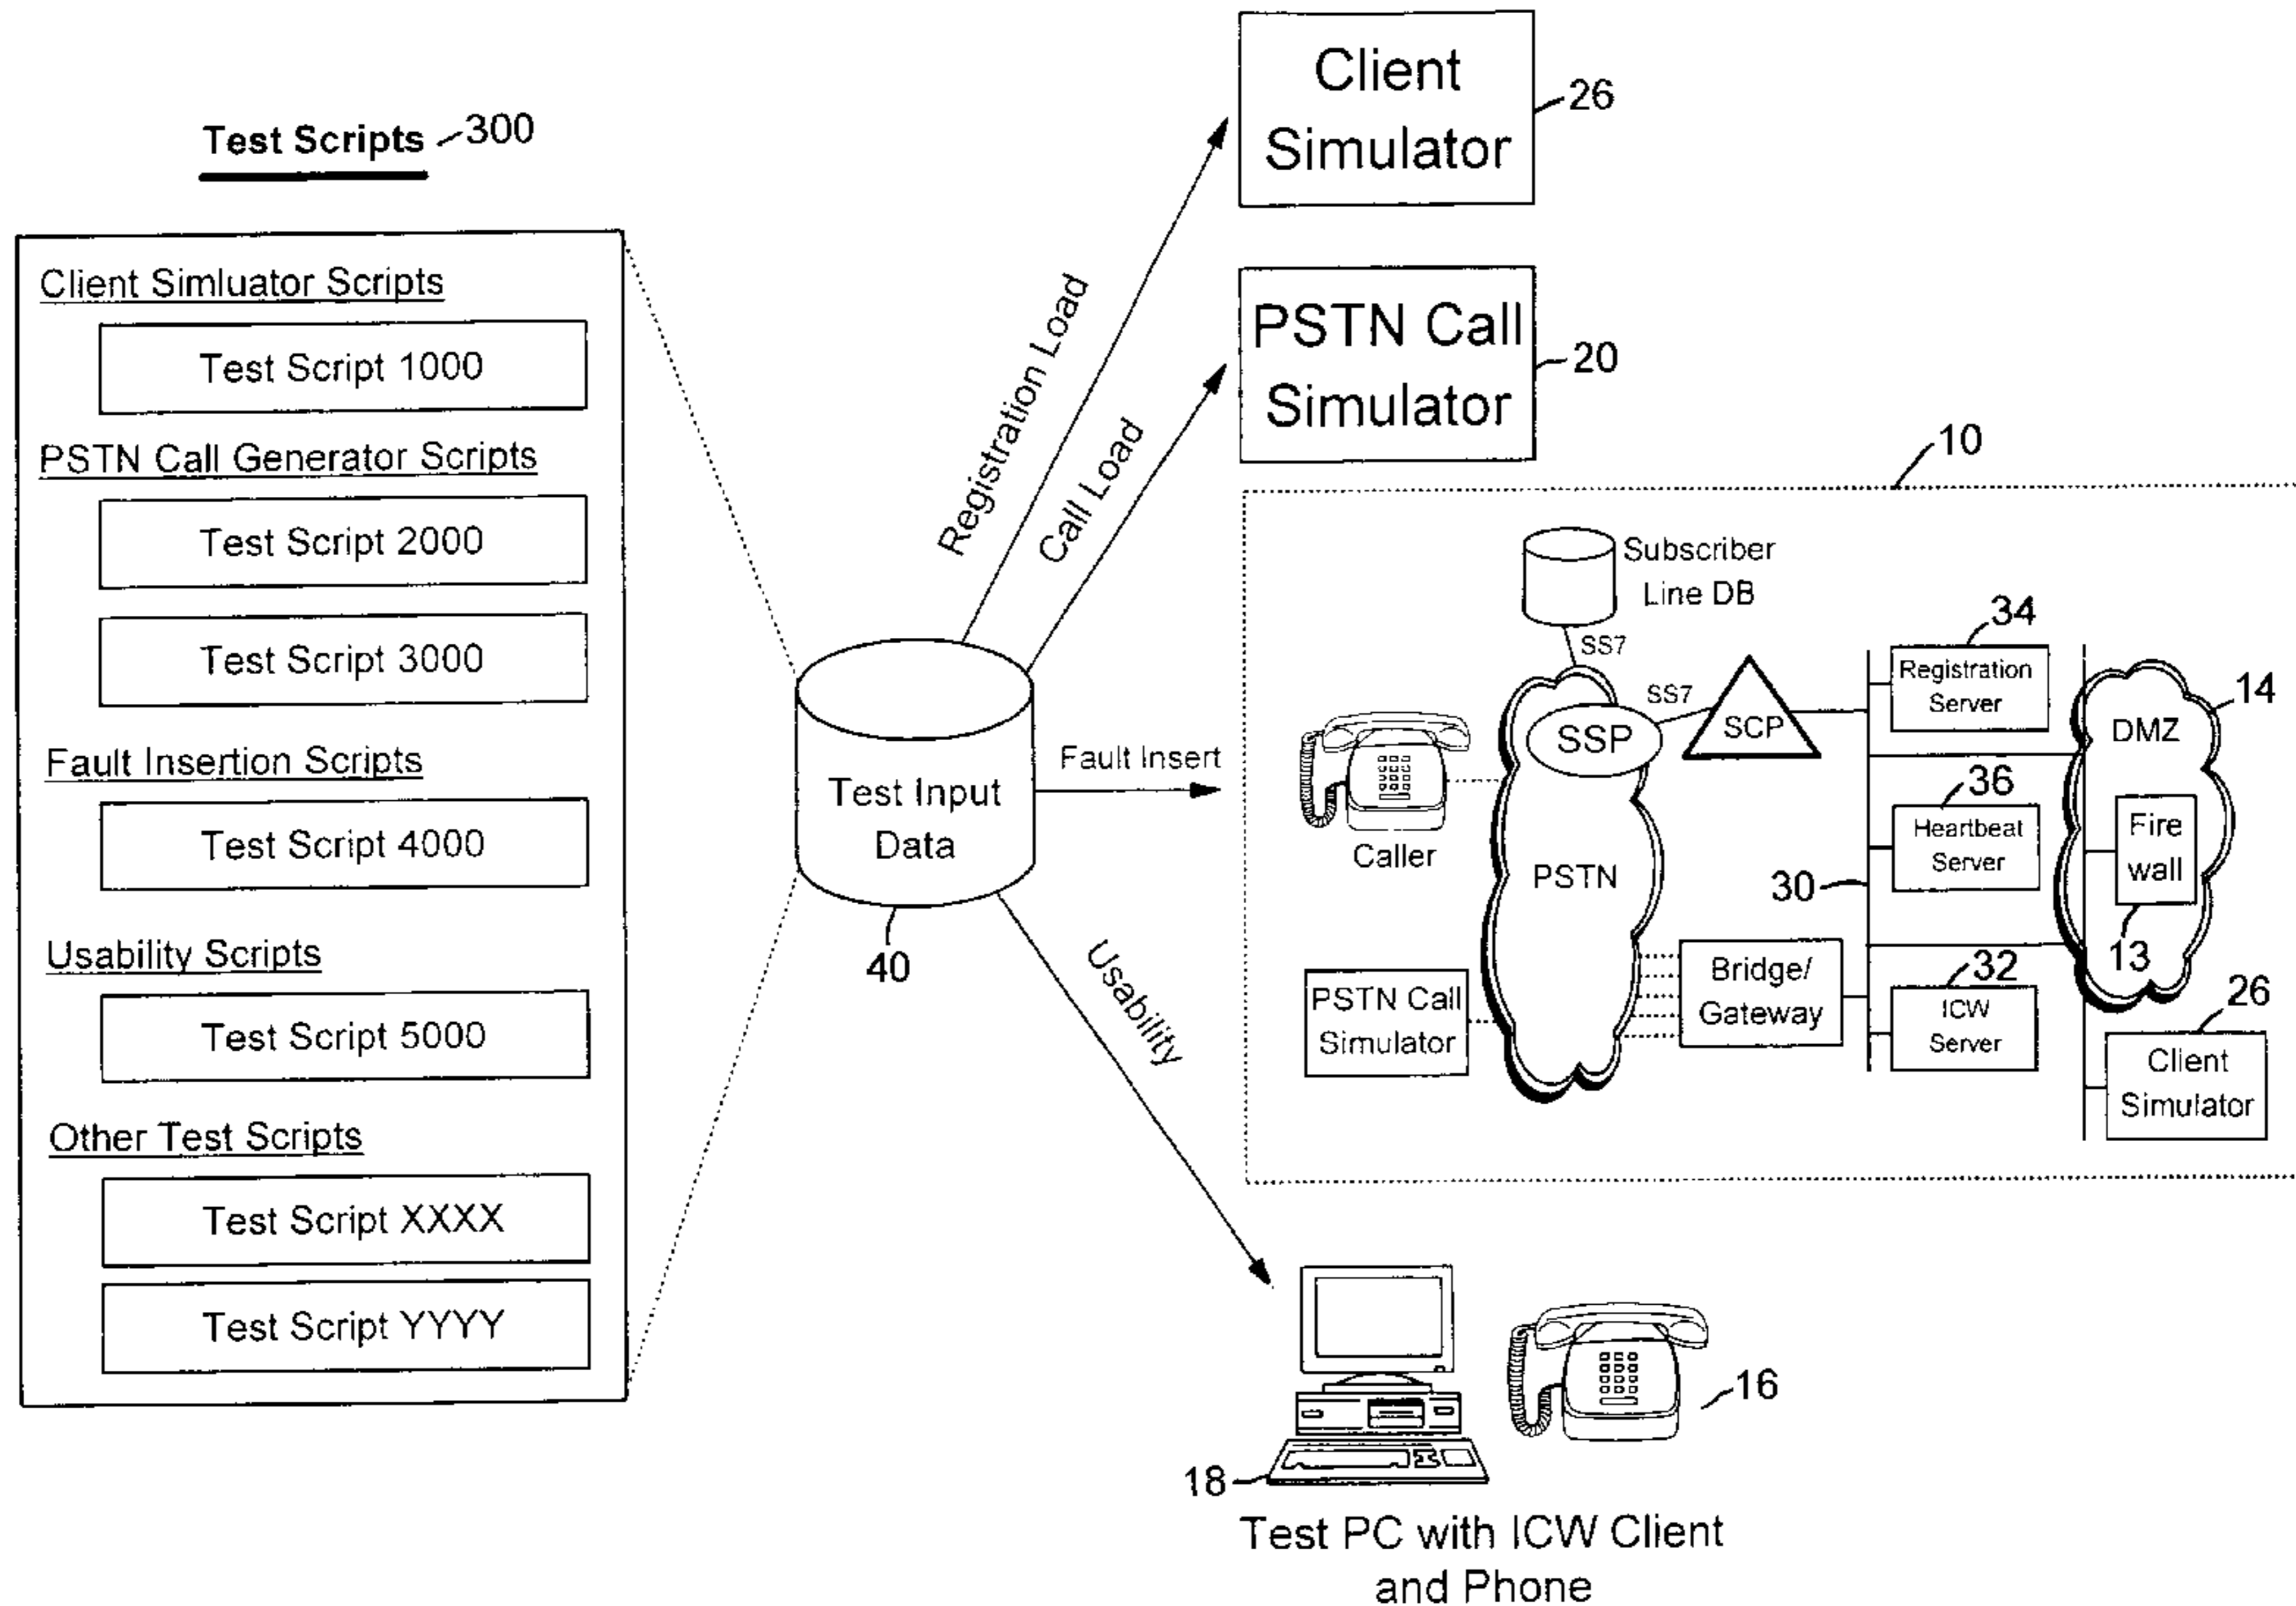 Test Scripts 300
Client Simluator Scripts
Test Script 1000
PSTN Call Generator Scripts
Test Script 2000
Test Script 3000
Fault Insertion Scripts
Test Script 4000
Usability Scripts
Test Script 5000
Other Test Scripts
Test Script XXXX
Test Script YYYY
Test Input
Data
40
Registration Load
Call Load
Fault Insert
Usability
Client
Simulator
26
PSTN Call
Simulator
20
10
Subscriber
Line DB
SS7
SS7
SSP
SCP
Caller
PSTN
PSTN Call
Simulator
Bridge/
Gateway
30
34
Registration
Server
36
Heartbeat
Server
32
ICW
Server
14
DMZ
Fire
wall
13
26
Client
Simulator
18
16
Test PC with ICW Client
and Phone